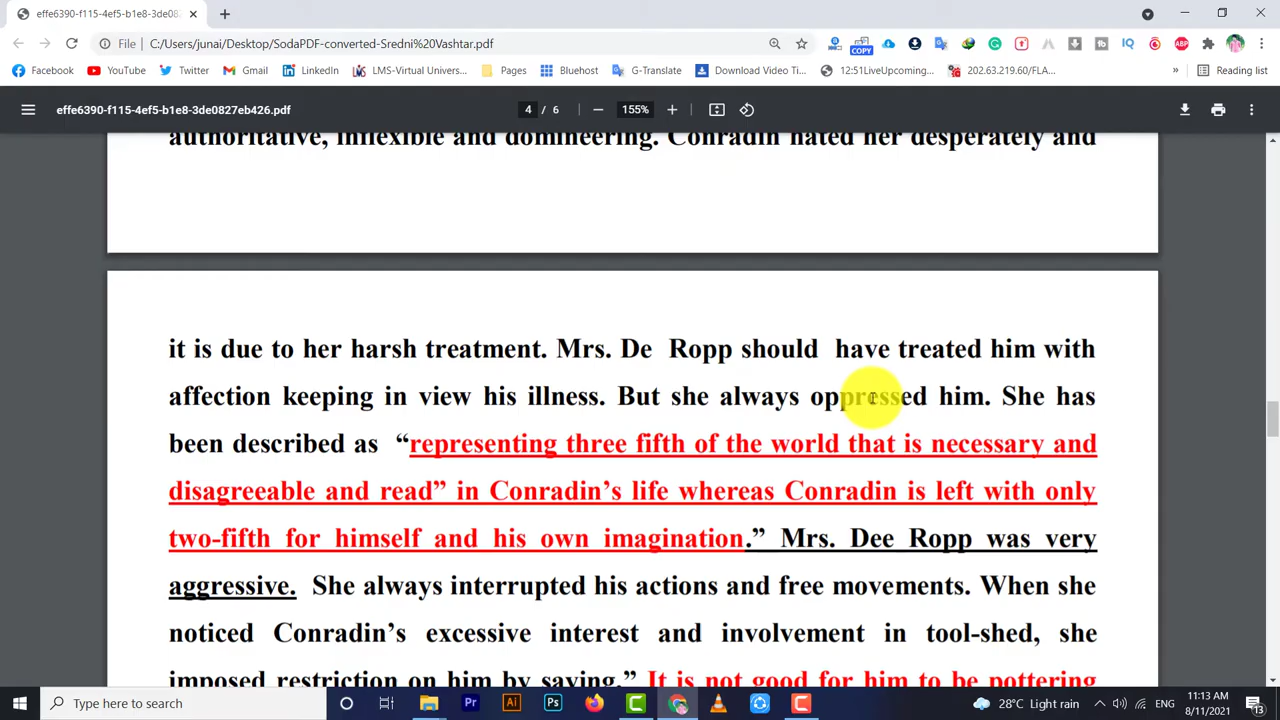 effe6390-f115-4ef5-b1e8-3de082
File C:/Users/junai/Desktop/SodaPDF-converted-Sredni%20Vashtar.pdf
COPY
IQ
ABP
Facebook YouTube Twitter Gmail LinkedIn LMS-Virtual Univers... Pages Bluehost G-Translate Download Video Ti... 12:51LiveUpcoming... 202.63.219.60/FLA... » Reading list
effe6390-f115-4ef5-b1e8-3de0827eb426.pdf 4 / 6 155%
authoritative, inflexible and domineering. Conradin hated her desperately and
it is due to her harsh treatment. Mrs. De Ropp should have treated him with
affection keeping in view his illness. But she always oppressed him. She has
been described as “representing three fifth of the world that is necessary and
disagreeable and read” in Conradin’s life whereas Conradin is left with only
two-fifth for himself and his own imagination.” Mrs. Dee Ropp was very
aggressive. She always interrupted his actions and free movements. When she
noticed Conradin’s excessive interest and involvement in tool-shed, she
imposed restriction on him by saying,” It is not good for him to be pottering
Type here to search
Pr
Ai
Ps
28°C Light rain
ENG
11:13 AM
8/11/2021
13